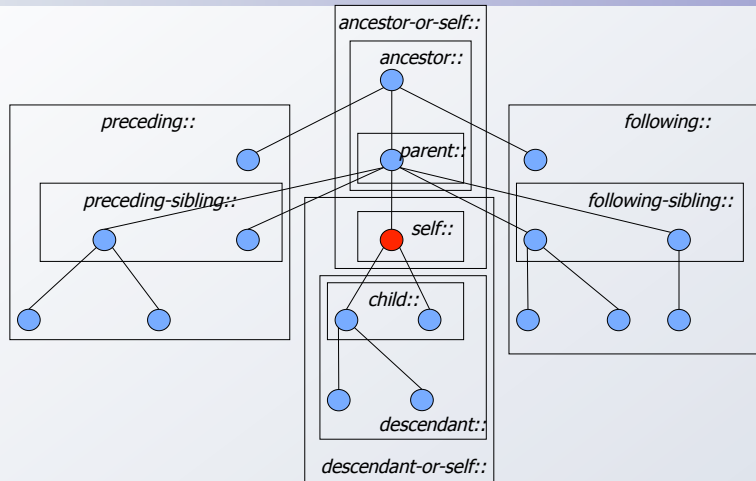 ancestor-or-self::
ancestor::
preceding::
following::
parent::
preceding-sibling::
following-sibling::
self::
child::
descendant::
descendant-or-self::